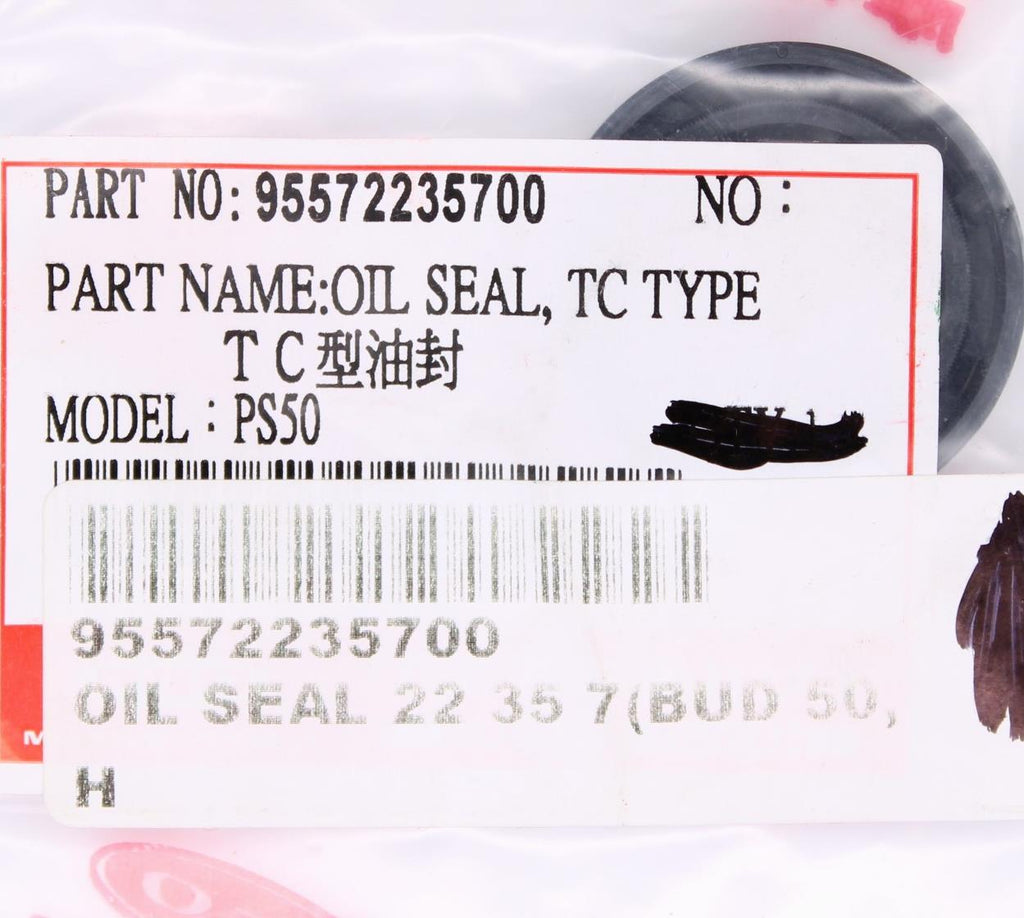 PART NO: 95572235700 NO:
PART NAME:OIL SEAL, TC TYPE
TC型油封
MODEL : PS50
95572235700
OIL SEAL 22 35 7(BUD 50,
H